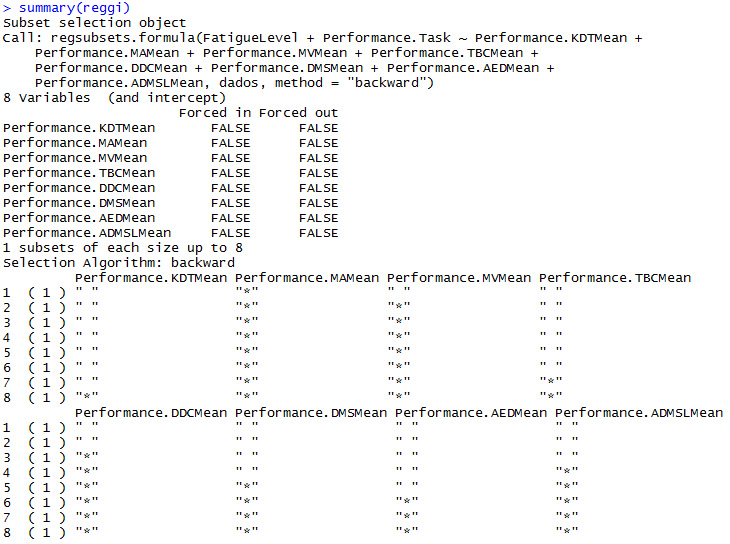 > summary(reggi)
Subset selection object
Call: regsubsets.formula(FatigueLevel + Performance.Task ~ Performance.KDTMean + 
    Performance.MAMean + Performance.MVMean + Performance.TBCMean + 
    Performance.DDCMean + Performance.DMSMean + Performance.AEDMean + 
    Performance.ADMSLMean, dados, method = "backward")
8 Variables  (and intercept)
                      Forced in Forced out
Performance.KDTMean       FALSE      FALSE
Performance.MAMean        FALSE      FALSE
Performance.MVMean        FALSE      FALSE
Performance.TBCMean       FALSE      FALSE
Performance.DDCMean       FALSE      FALSE
Performance.DMSMean       FALSE      FALSE
Performance.AEDMean       FALSE      FALSE
Performance.ADMSLMean     FALSE      FALSE
1 subsets of each size up to 8
Selection Algorithm: backward
         Performance.KDTMean Performance.MAMean Performance.MVMean Performance.TBCMean
1  ( 1 ) " "                 "*"                " "                " "
2  ( 1 ) " "                 "*"                "*"                " "
3  ( 1 ) " "                 "*"                "*"                " "
4  ( 1 ) " "                 "*"                "*"                " "
5  ( 1 ) " "                 "*"                "*"                " "
6  ( 1 ) " "                 "*"                "*"                " "
7  ( 1 ) " "                 "*"                "*"                "*"
8  ( 1 ) "*"                 "*"                "*"                "*"
         Performance.DDCMean Performance.DMSMean Performance.AEDMean Performance.ADMSLMean
1  ( 1 ) " "                 " "                 " "                 " "
2  ( 1 ) " "                 " "                 " "                 " "
3  ( 1 ) "*"                 " "                 " "                 " "
4  ( 1 ) "*"                 " "                 " "                 "*"
5  ( 1 ) "*"                 "*"                 " "                 "*"
6  ( 1 ) "*"                 "*"                 "*"                 "*"
7  ( 1 ) "*"                 "*"                 "*"                 "*"
8  ( 1 ) "*"                 "*"                 "*"                 "*"